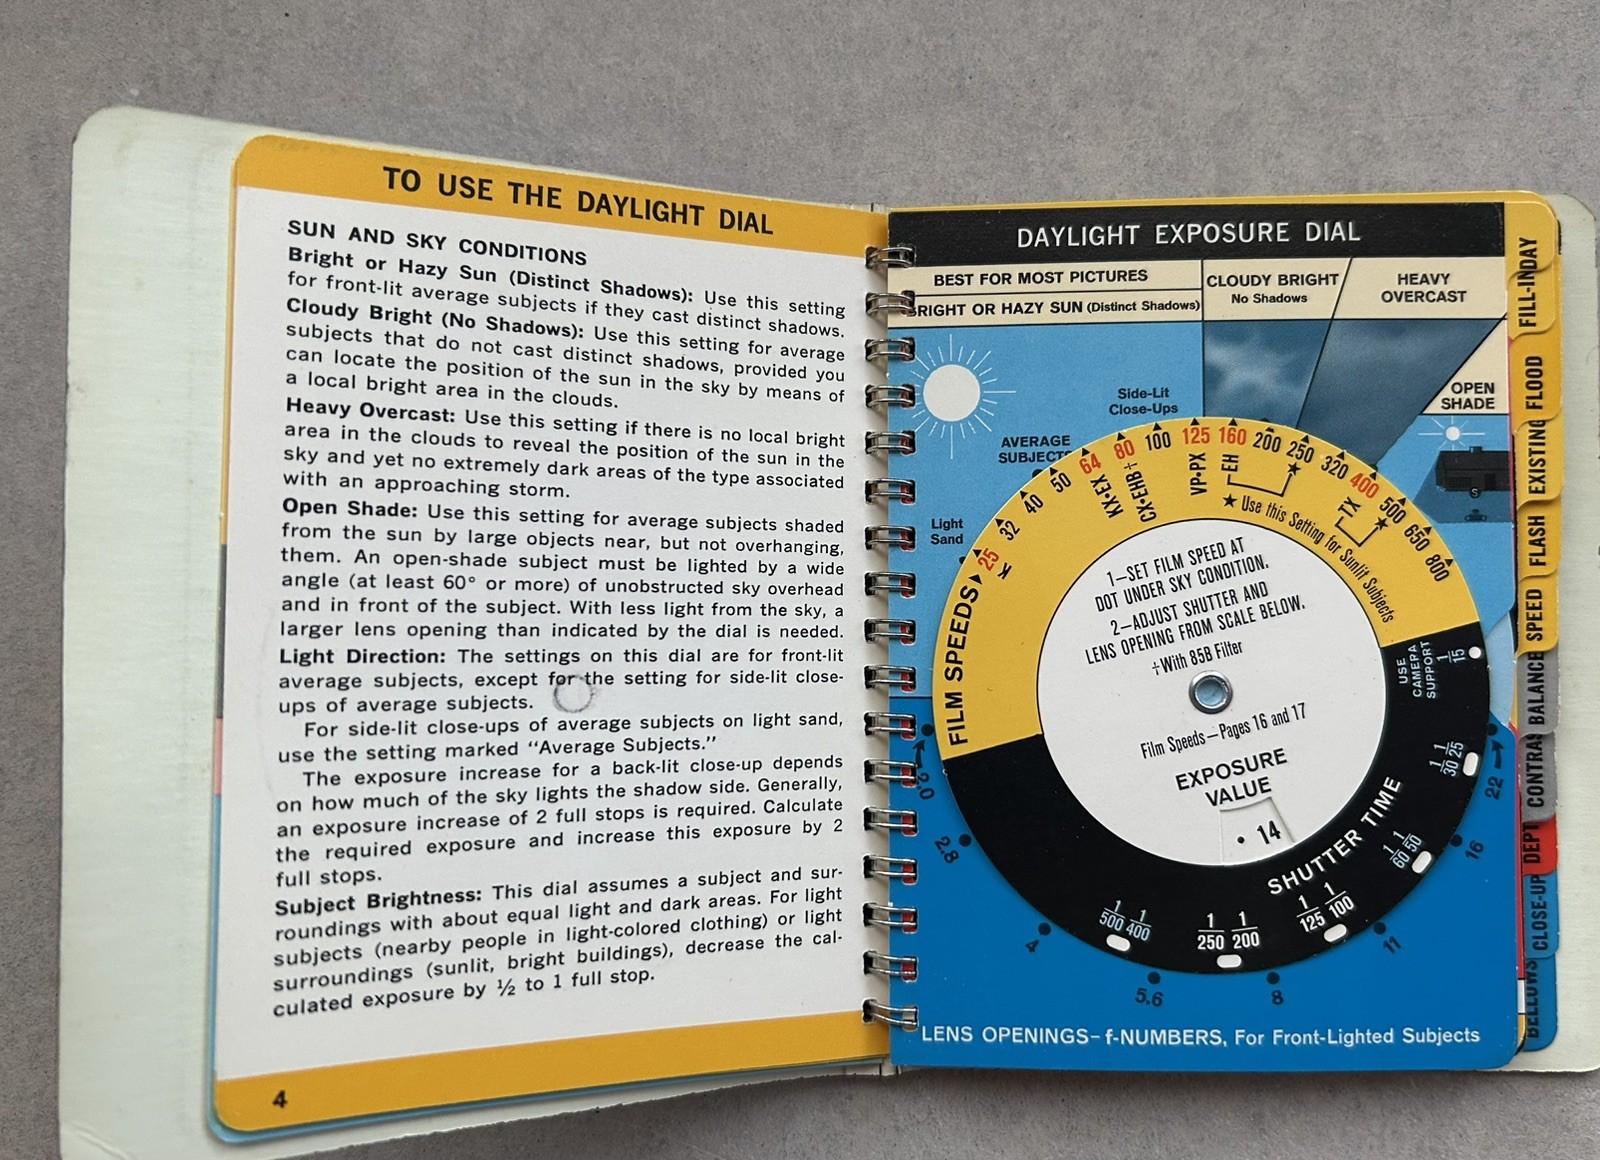 TO USE THE DAYLIGHT DIAL
SUN AND SKY CONDITIONS
Bright or Hazy Sun (Distinct Shadows): Use this setting
for front-lit average subjects if they cast distinct shadows.
Cloudy Bright (No Shadows): Use this setting for average
subjects that do not cast distinct shadows, provided you
can locate the position of the sun in the sky by means of
a local bright area in the clouds.
Heavy Overcast: Use this setting if there is no local bright
area in the clouds to reveal the position of the sun in the
sky and yet no extremely dark areas of the type associated
with an approaching storm.
Open Shade: Use this setting for average subjects shaded
from the sun by large objects near, but not overhanging,
them. An open-shade subject must be lighted by a wide
angle (at least 60° or more) of unobstructed sky overhead
and in front of the subject. With less light from the sky, a
larger lens opening than indicated by the dial is needed.
Light Direction: The settings on this dial are for front-lit
average subjects, except for the setting for side-lit close-
ups of average subjects.
For side-lit close-ups of average subjects on light sand,
use the setting marked “Average Subjects.”
The exposure increase for a back-lit close-up depends
on how much of the sky lights the shadow side. Generally,
an exposure increase of 2 full stops is required. Calculate
the required exposure and increase this exposure by 2
full stops.
Subject Brightness: This dial assumes a subject and sur-
roundings with about equal light and dark areas. For light
subjects (nearby people in light-colored clothing) or light
surroundings (sunlit, bright buildings), decrease the cal-
culated exposure by ½ to 1 full stop.
4
DAYLIGHT EXPOSURE DIAL
BEST FOR MOST PICTURES
BRIGHT OR HAZY SUN (Distinct Shadows)
CLOUDY BRIGHT
No Shadows
HEAVY
OVERCAST
OPEN
SHADE
Side-Lit
Close-Ups
AVERAGE
SUBJECTS
Light
Sand
FILM SPEEDS
25 32 40 50 64 80 100 125 160 200 250 320 400 500 650 800
K KX•EX CX•EHB† VP•PX EH TX
★ Use this Setting for Sunlit Subjects
1–SET FILM SPEED AT
DOT UNDER SKY CONDITION.
2–ADJUST SHUTTER AND
LENS OPENING FROM SCALE BELOW.
†With 85B Filter
Film Speeds–Pages 16 and 17
EXPOSURE
VALUE
• 14
SHUTTER TIME
1/500 1/400 1/250 1/200 1/125 1/100 1/60 1/50 1/30 1/25 1/15
USE
CAMERA
SUPPORT
2.0 2.8 4 5.6 8 11 16 22
LENS OPENINGS–f-NUMBERS, For Front-Lighted Subjects
DAY
FILL-IN
FLOOD
EXISTING
FLASH
SPEED
BALANCE
CONTRAS
DEPT
CLOSE-UP
BELLOWS